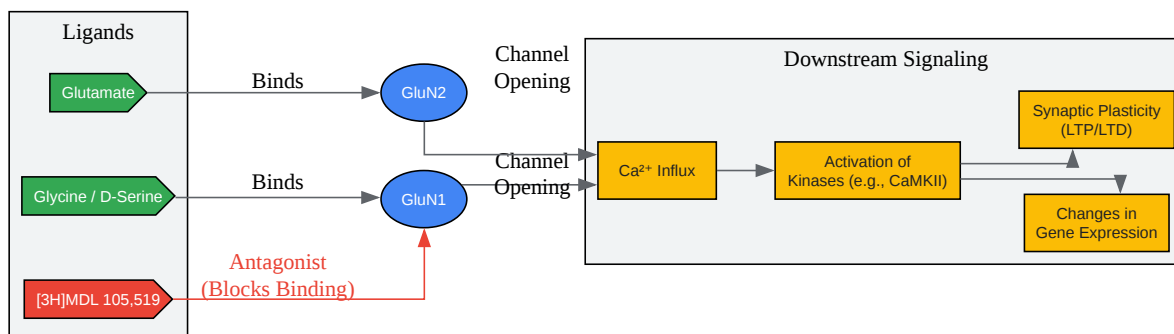 Ligands
Glutamate
Glycine / D-Serine
[3H]MDL 105,519
Binds
Binds
Antagonist
(Blocks Binding)
GluN2
GluN1
Channel
Opening
Channel
Opening
Downstream Signaling
Ca²⁺ Influx
Activation of
Kinases (e.g., CaMKII)
Synaptic Plasticity
(LTP/LTD)
Changes in
Gene Expression